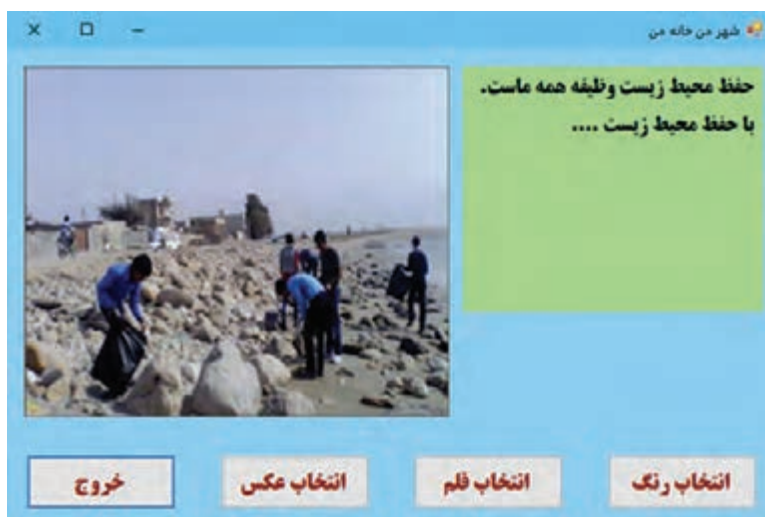 شهر من خانه من
حفظ محیط زیست وظیفه همه ماست.
با حفظ محیط زیست ....
انتخاب رنگ
انتخاب قلم
انتخاب عکس
خروج